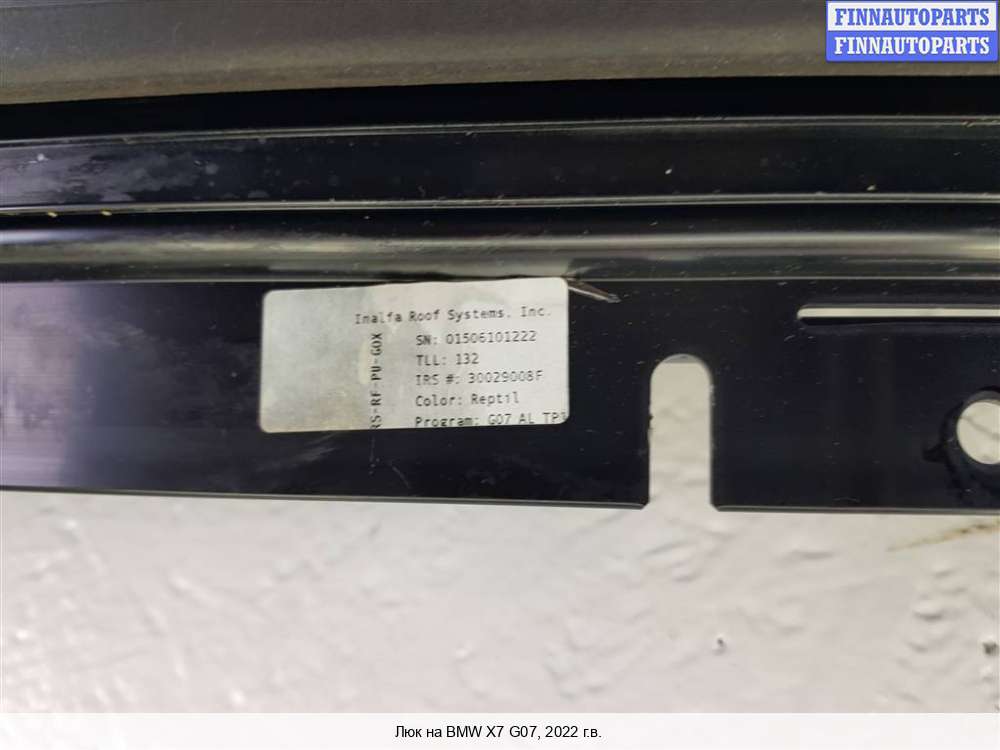 FINNAUTOPARTS
FINNAUTOPARTS
Inalfa Roof Systems. Inc.
SN: 01506101222
TLL: 132
IRS #: 30029008F
Color: Reptil
Program: G07 AL
RS-RF-PU-GOX
Люк на BMW X7 G07, 2022 г.в.